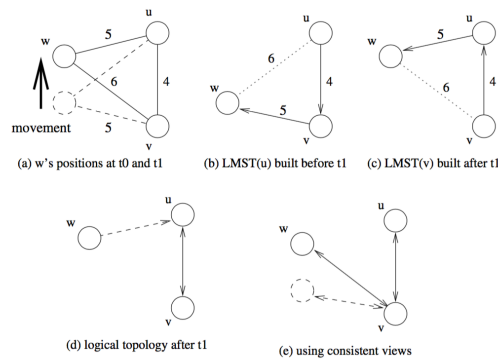 w
5
u
6
4
movement
5
v
(a) w's positions at t0 and t1
u
6
4
w
5
v
(b) LMST(u) built before t1
u
5
w
4
6
v
(c) LMST(v) built after t1
u
w
v
(d) logical topology after t1
u
w
v
(e) using consistent views